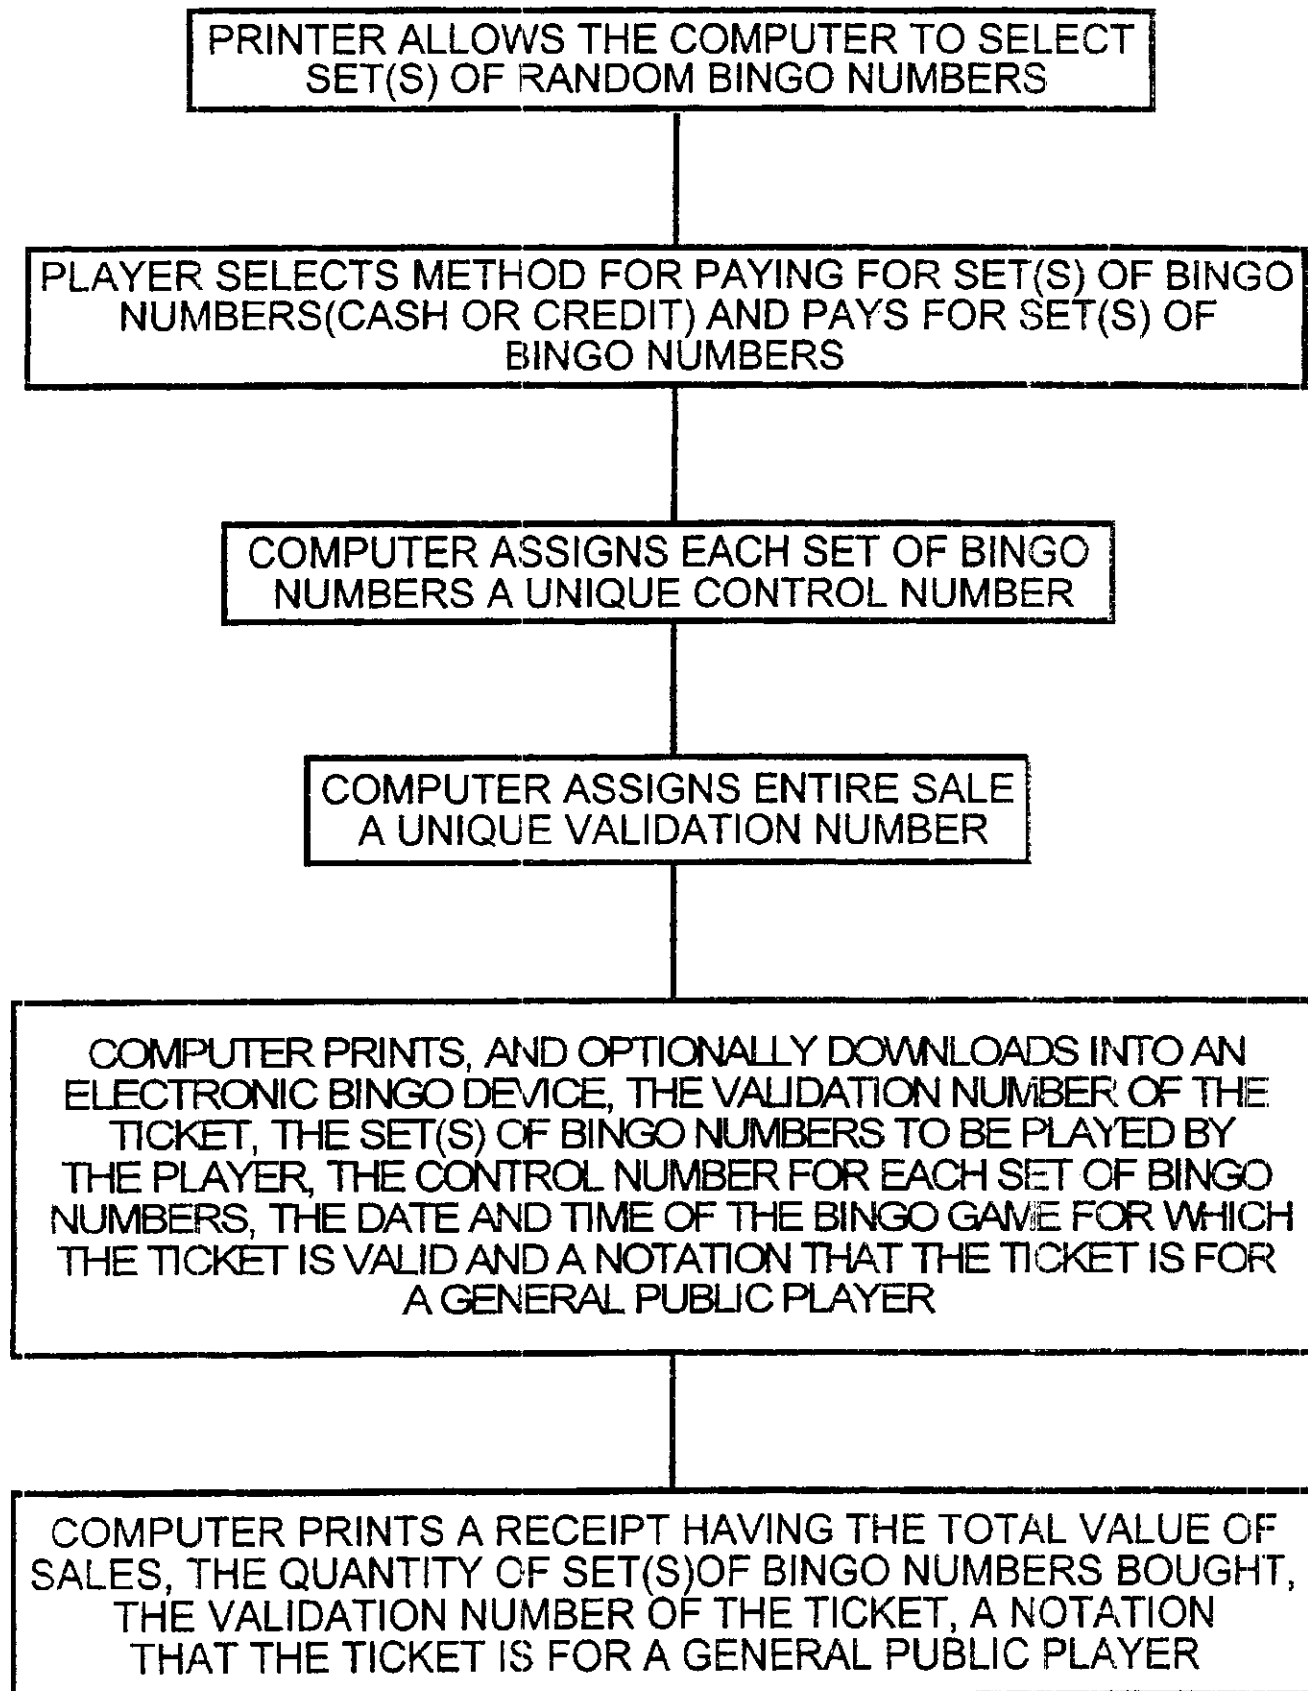 PRINTER ALLOWS THE COMPUTER TO SELECT
SET(S) OF RANDOM BINGO NUMBERS
PLAYER SELECTS METHOD FOR PAYING FOR SET(S) OF BINGO
NUMBERS(CASH OR CREDIT) AND PAYS FOR SET(S) OF
BINGO NUMBERS
COMPUTER ASSIGNS EACH SET OF BINGO
NUMBERS A UNIQUE CONTROL NUMBER
COMPUTER ASSIGNS ENTIRE SALE
A UNIQUE VALIDATION NUMBER
COMPUTER PRINTS, AND OPTIONALLY DOWNLOADS INTO AN
ELECTRONIC BINGO DEVICE, THE VALIDATION NUMBER OF THE
TICKET, THE SET(S) OF BINGO NUMBERS TO BE PLAYED BY
THE PLAYER, THE CONTROL NUMBER FOR EACH SET OF BINGO
NUMBERS, THE DATE AND TIME OF THE BINGO GAME FOR WHICH
THE TICKET IS VALID AND A NOTATION THAT THE TICKET IS FOR
A GENERAL PUBLIC PLAYER
COMPUTER PRINTS A RECEIPT HAVING THE TOTAL VALUE OF
SALES, THE QUANTITY OF SET(S)OF BINGO NUMBERS BOUGHT,
THE VALIDATION NUMBER OF THE TICKET, A NOTATION
THAT THE TICKET IS FOR A GENERAL PUBLIC PLAYER